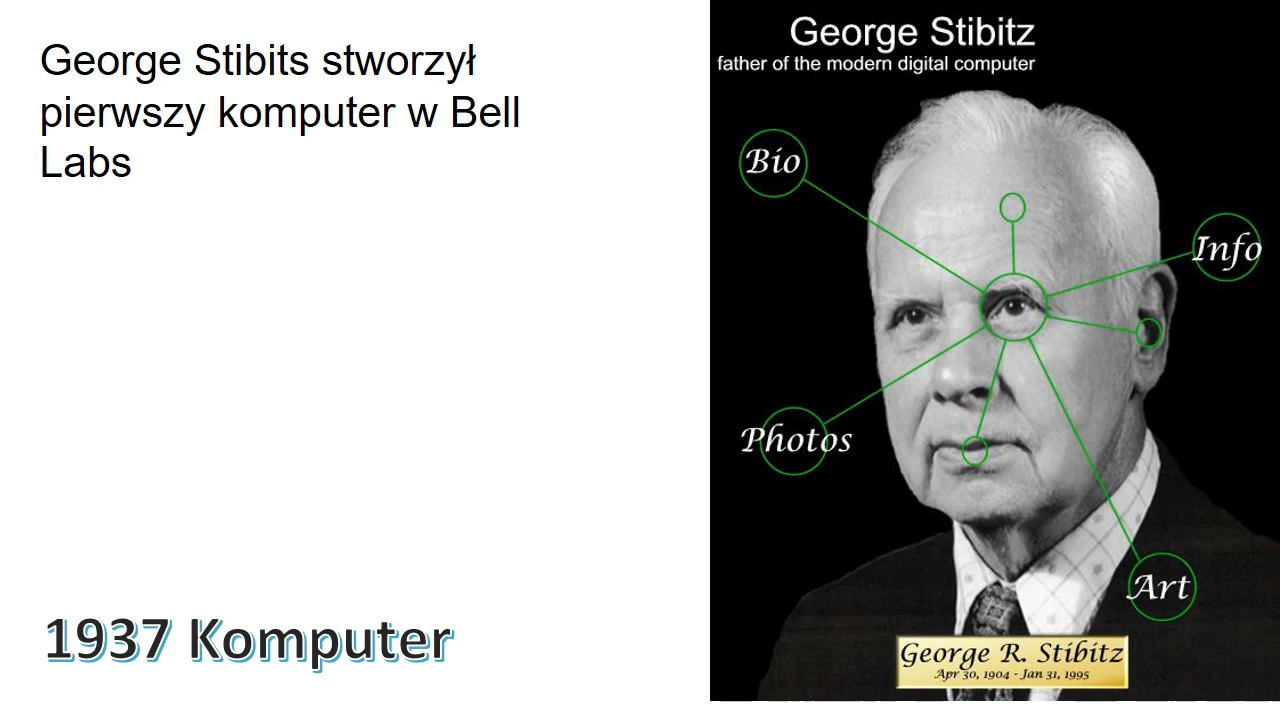 George Stibits stworzył
pierwszy komputer w Bell
Labs
1937 Komputer
George Stibitz
father of the modern digital computer
Bio
Info
Photos
Art
George R. Stibitz
Apr 30, 1904 - Jan 31, 1995